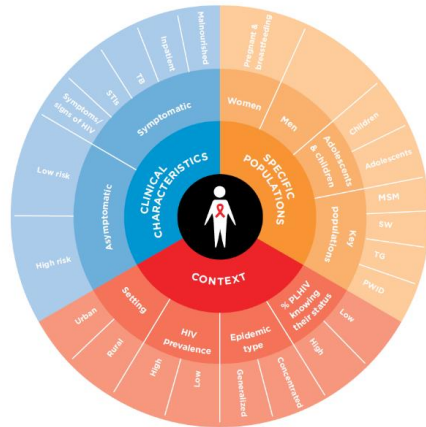 CLINICAL
CHARACTERISTICS
Symptomatic
Malnourished
Inpatient
TB
STIs
Symptoms/
signs of HIV
Asymptomatic
Low risk
High risk
SPECIFIC
POPULATIONS
Women
Pregnant &
breastfeeding
Men
Adolescents
& children
Children
Adolescents
Key
populations
MSM
SW
TG
PWID
CONTEXT
% PLHIV
knowing
their status
Low
High
Epidemic
type
Concentrated
Generalized
HIV
prevalence
Low
High
Setting
Rural
Urban